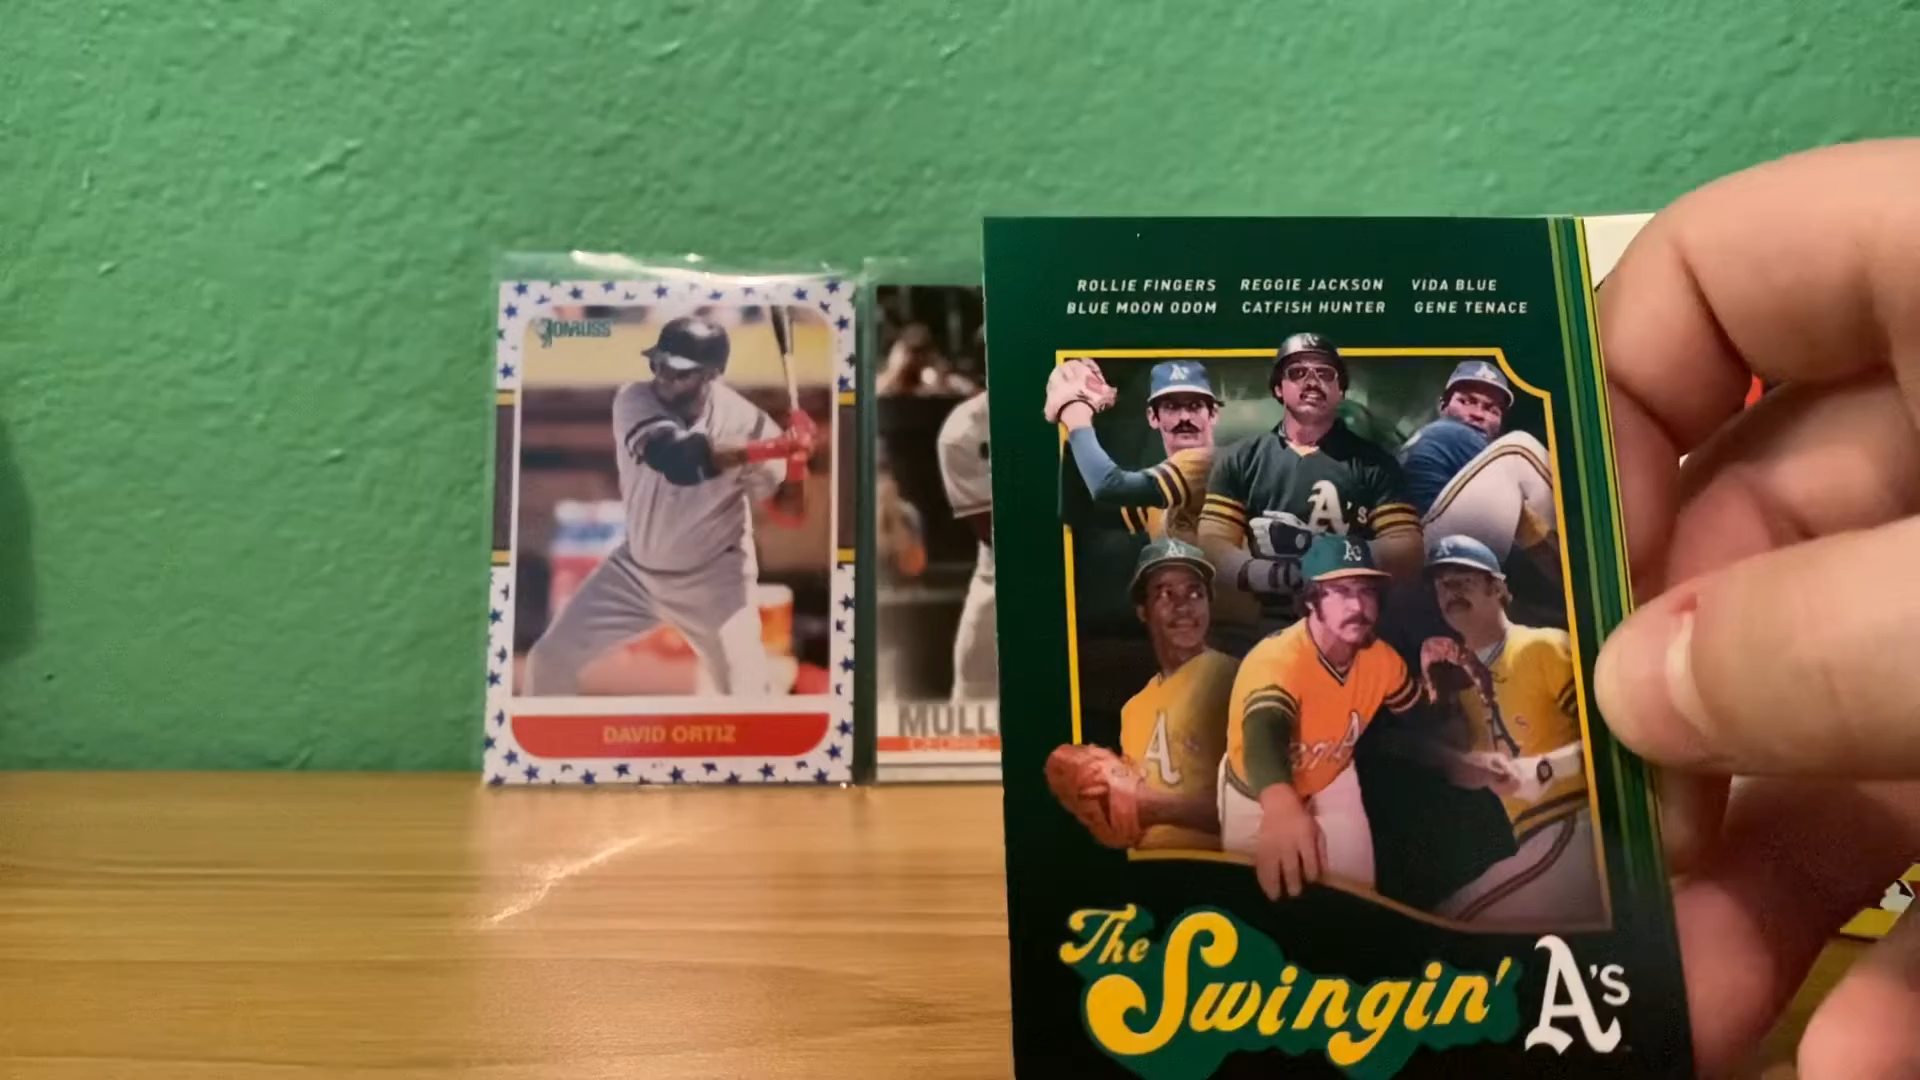 ROLLIE FINGERS REGGIE JACKSON VIDA BLUE
BLUE MOON ODOM CATFISH HUNTER GENE TENACE
A's
The Swingin' A's
DONRUSS
DAVID ORTIZ
MULL